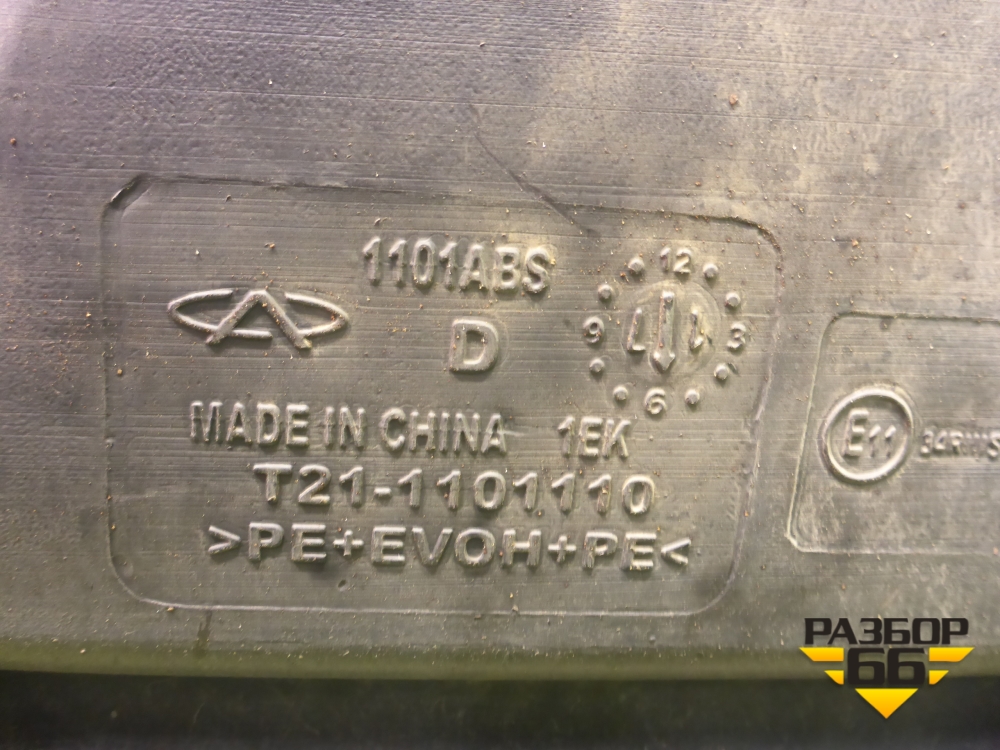 1101ABS
D
12
9
3
6
MADE IN CHINA 1EK
T21-1101110
>PE+EVOH+PE<
E11
РАЗБОР
66